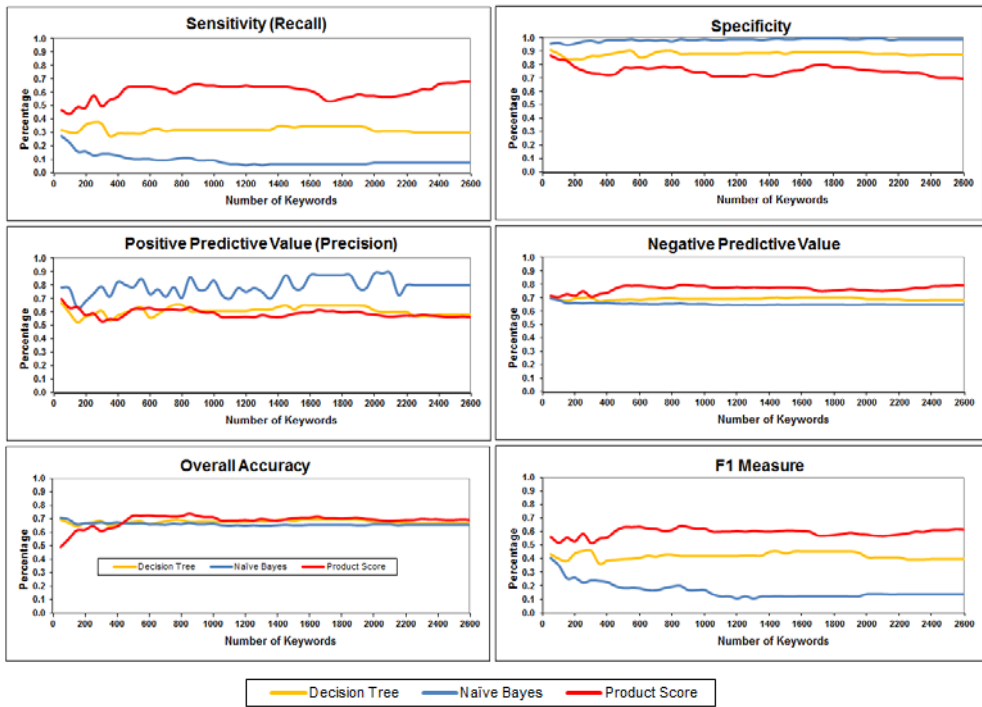 Sensitivity (Recall)
Percentage
1.0
0.9
0.8
0.7
0.6
0.5
0.4
0.3
0.2
0.1
0.0
0 200 400 600 800 1000 1200 1400 1600 1800 2000 2200 2400 2600
Number of Keywords
Specificity
Percentage
1.0
0.9
0.8
0.7
0.6
0.5
0.4
0.3
0.2
0.1
0.0
0 200 400 600 800 1000 1200 1400 1600 1800 2000 2200 2400 2600
Number of Keywords
Positive Predictive Value (Precision)
Percentage
1.0
0.9
0.8
0.7
0.6
0.5
0.4
0.3
0.2
0.1
0.0
0 200 400 600 800 1000 1200 1400 1600 1800 2000 2200 2400 2600
Number of Keywords
Negative Predictive Value
Percentage
1.0
0.9
0.8
0.7
0.6
0.5
0.4
0.3
0.2
0.1
0.0
0 200 400 600 800 1000 1200 1400 1600 1800 2000 2200 2400 2600
Number of Keywords
Overall Accuracy
Percentage
1.0
0.9
0.8
0.7
0.6
0.5
0.4
0.3
0.2
0.1
0.0
Decision Tree Naïve Bayes Product Score
0 200 400 600 800 1000 1200 1400 1600 1800 2000 2200 2400 2600
Number of Keywords
F1 Measure
Percentage
1.0
0.9
0.8
0.7
0.6
0.5
0.4
0.3
0.2
0.1
0.0
0 200 400 600 800 1000 1200 1400 1600 1800 2000 2200 2400 2600
Number of Keywords
Decision Tree Naïve Bayes Product Score